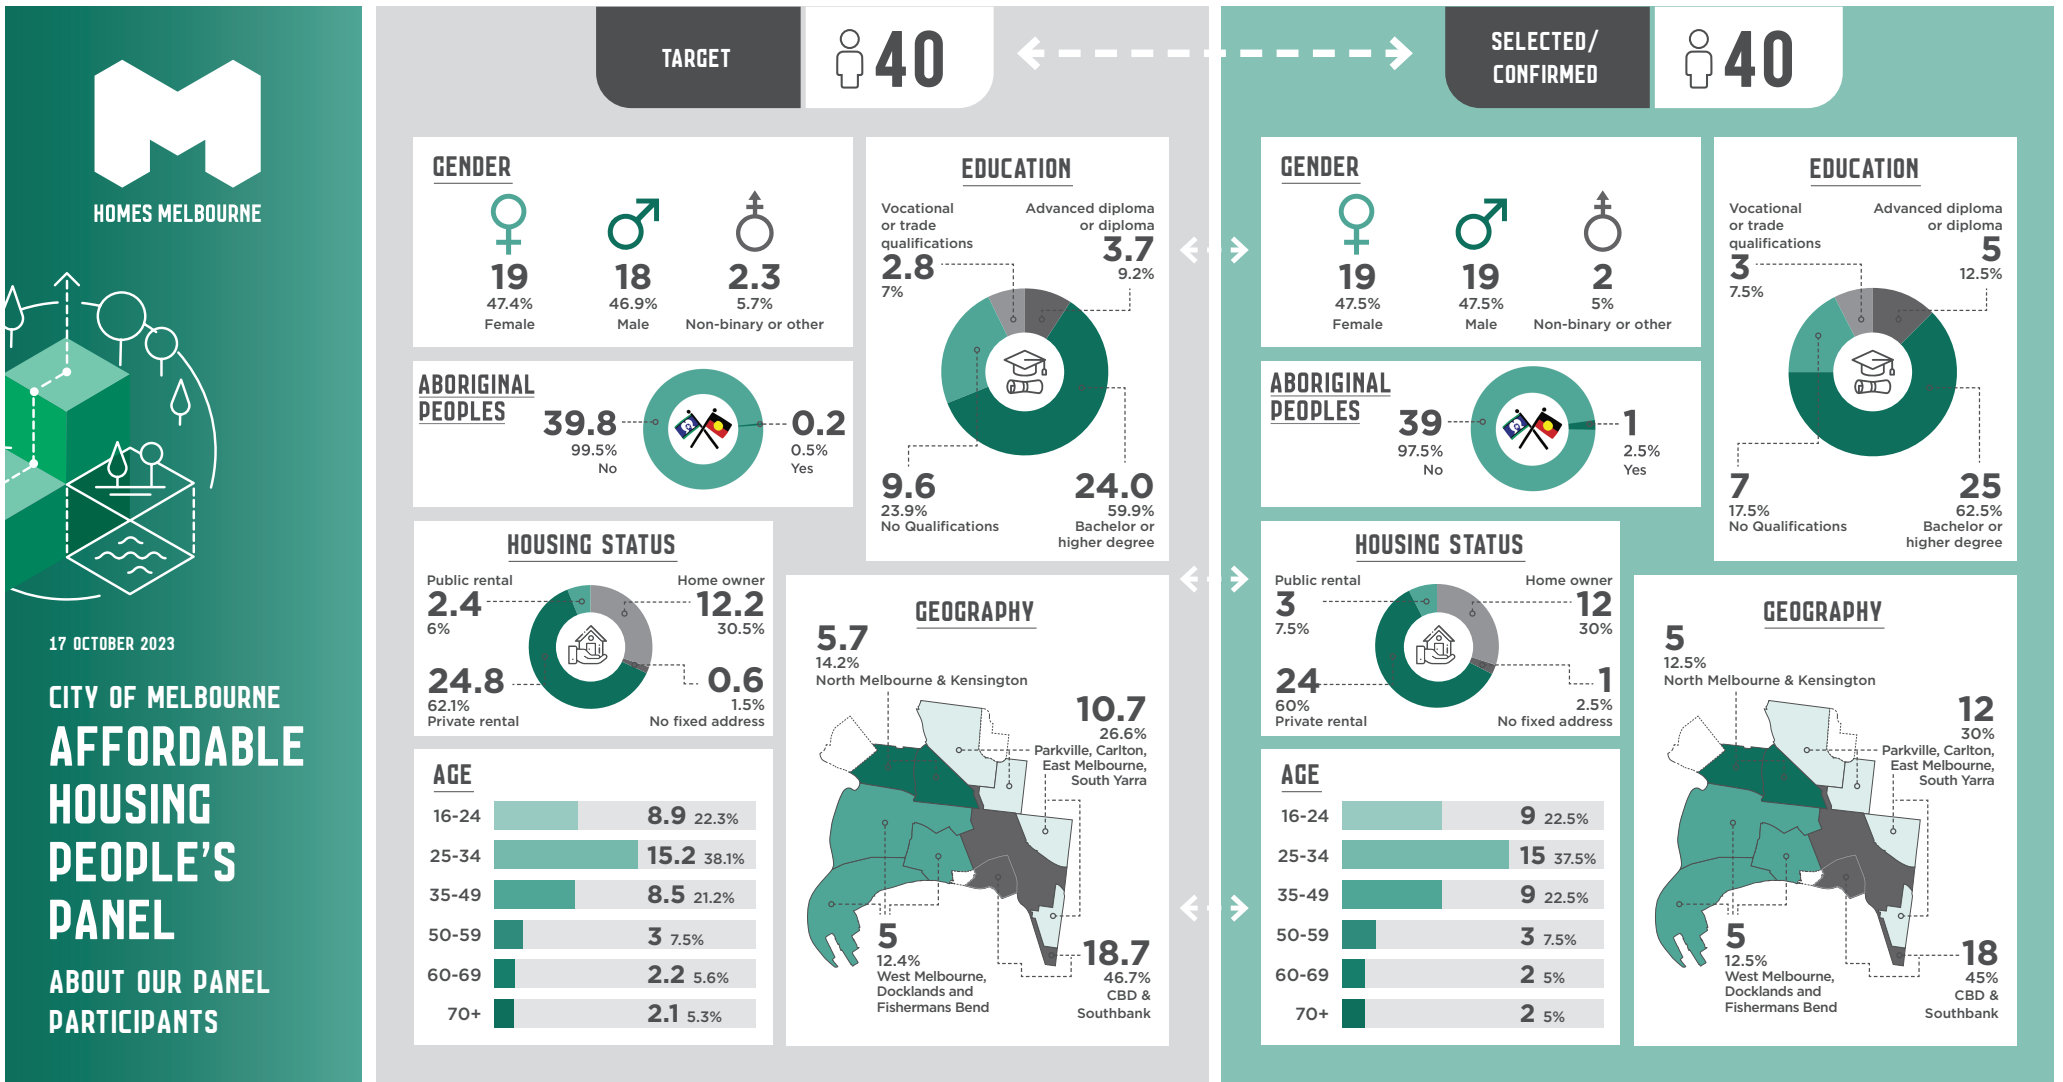 HOMES MELBOURNE
17 OCTOBER 2023
CITY OF MELBOURNE
AFFORDABLE
HOUSING
PEOPLE'S
PANEL
ABOUT OUR PANEL
PARTICIPANTS
TARGET
40
GENDER
19
47.4%
Female
18
46.9%
Male
2.3
5.7%
Non-binary or other
EDUCATION
Vocational
or trade
qualifications
2.8
7%
Advanced diploma
or diploma
3.7
9.2%
9.6
23.9%
No Qualifications
24.0
59.9%
Bachelor or
higher degree
ABORIGINAL
PEOPLES
39.8
99.5%
No
0.2
0.5%
Yes
HOUSING STATUS
Public rental
2.4
6%
Home owner
12.2
30.5%
24.8
62.1%
Private rental
0.6
1.5%
No fixed address
AGE
16-24 8.9 22.3%
25-34 15.2 38.1%
35-49 8.5 21.2%
50-59 3 7.5%
60-69 2.2 5.6%
70+ 2.1 5.3%
GEOGRAPHY
5.7
14.2%
North Melbourne & Kensington
10.7
26.6%
Parkville, Carlton,
East Melbourne,
South Yarra
5
12.4%
West Melbourne,
Docklands and
Fishermans Bend
18.7
46.7%
CBD &
Southbank
SELECTED/
CONFIRMED
40
GENDER
19
47.5%
Female
19
47.5%
Male
2
5%
Non-binary or other
EDUCATION
Vocational
or trade
qualifications
3
7.5%
Advanced diploma
or diploma
5
12.5%
7
17.5%
No Qualifications
25
62.5%
Bachelor or
higher degree
ABORIGINAL
PEOPLES
39
97.5%
No
1
2.5%
Yes
HOUSING STATUS
Public rental
3
7.5%
Home owner
12
30%
24
60%
Private rental
1
2.5%
No fixed address
AGE
16-24 9 22.5%
25-34 15 37.5%
35-49 9 22.5%
50-59 3 7.5%
60-69 2 5%
70+ 2 5%
GEOGRAPHY
5
12.5%
North Melbourne & Kensington
12
30%
Parkville, Carlton,
East Melbourne,
South Yarra
5
12.5%
West Melbourne,
Docklands and
Fishermans Bend
18
45%
CBD &
Southbank